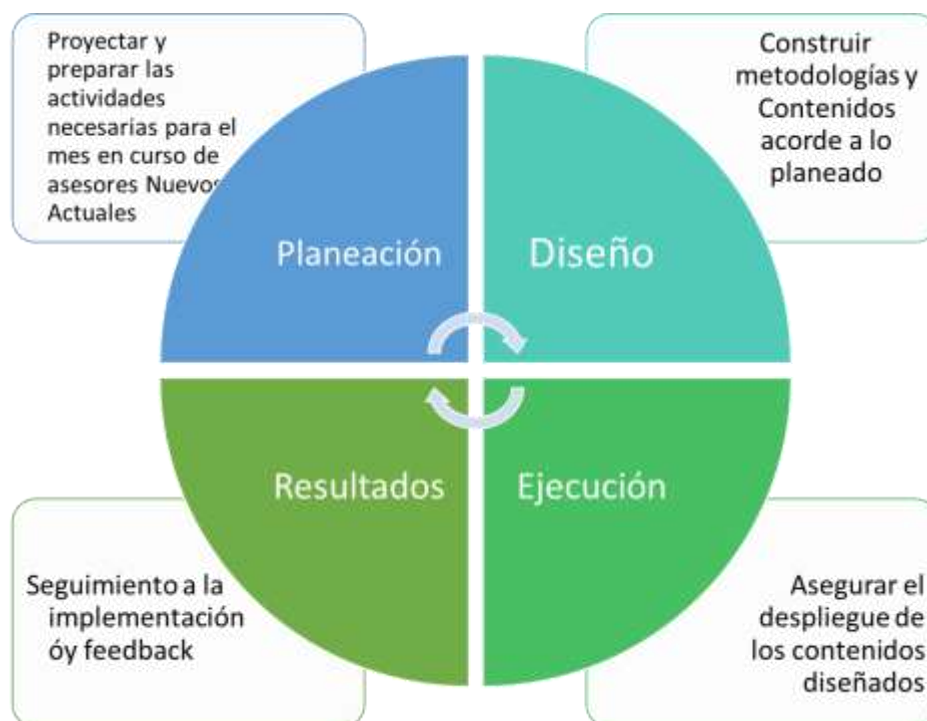 Proyectar y
preparar las
actividades
necesarias para el
mes en curso de
asesores Nuevos
Actuales
Construir
metodologías y
Contenidos
acorde a lo
planeado
Planeación
Diseño
Resultados
Ejecución
Seguimiento a la
implementación
óy feedback
Asegurar el
despliegue de
los contenidos
diseñados